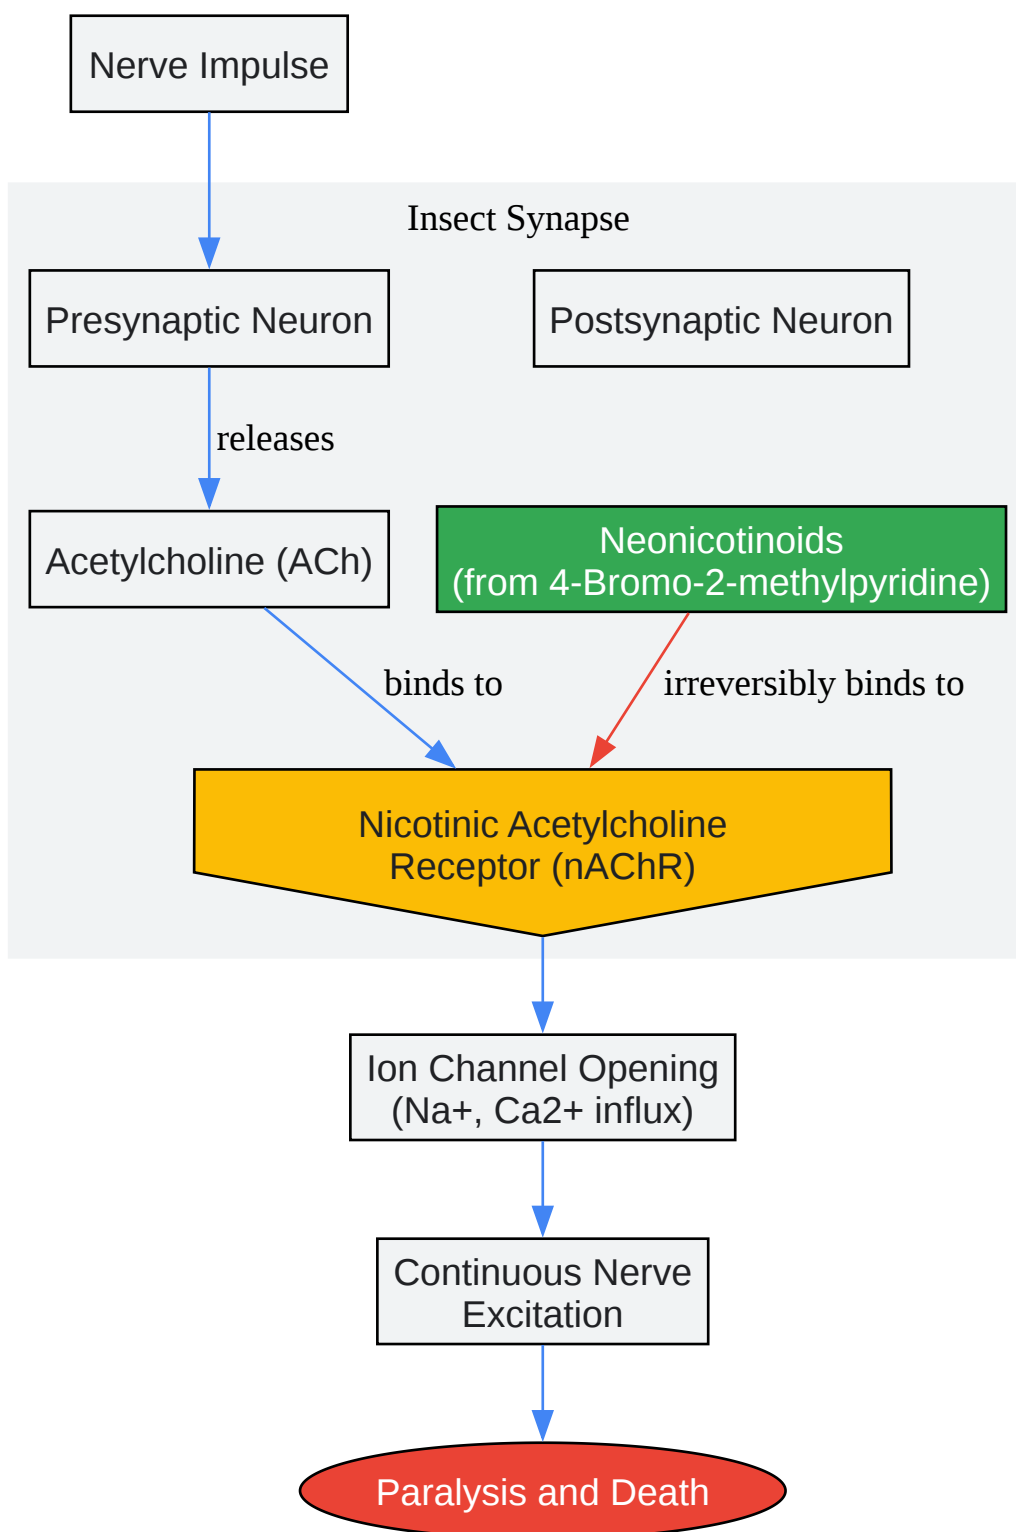 Nerve Impulse
Insect Synapse
Presynaptic Neuron
Postsynaptic Neuron
releases
Acetylcholine (ACh)
Neonicotinoids
(from 4-Bromo-2-methylpyridine)
binds to
irreversibly binds to
Nicotinic Acetylcholine
Receptor (nAChR)
Ion Channel Opening
(Na+, Ca2+ influx)
Continuous Nerve
Excitation
Paralysis and Death